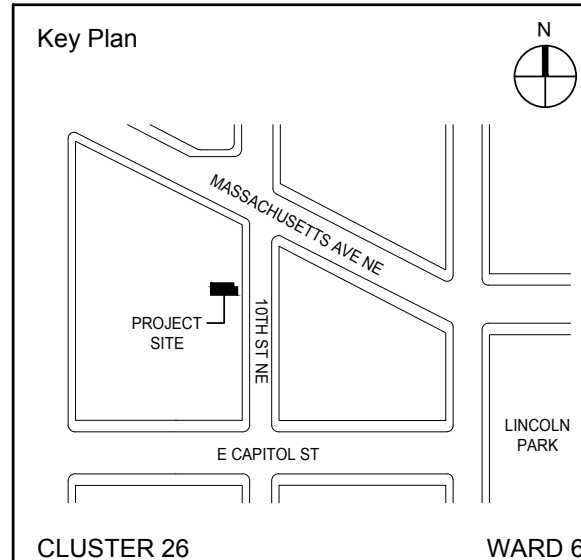 Key Plan
N
MASSACHUSETTS AVE NE
PROJECT
SITE
10TH ST NE
LINCOLN
PARK
E CAPITOL ST
CLUSTER 26
WARD 6